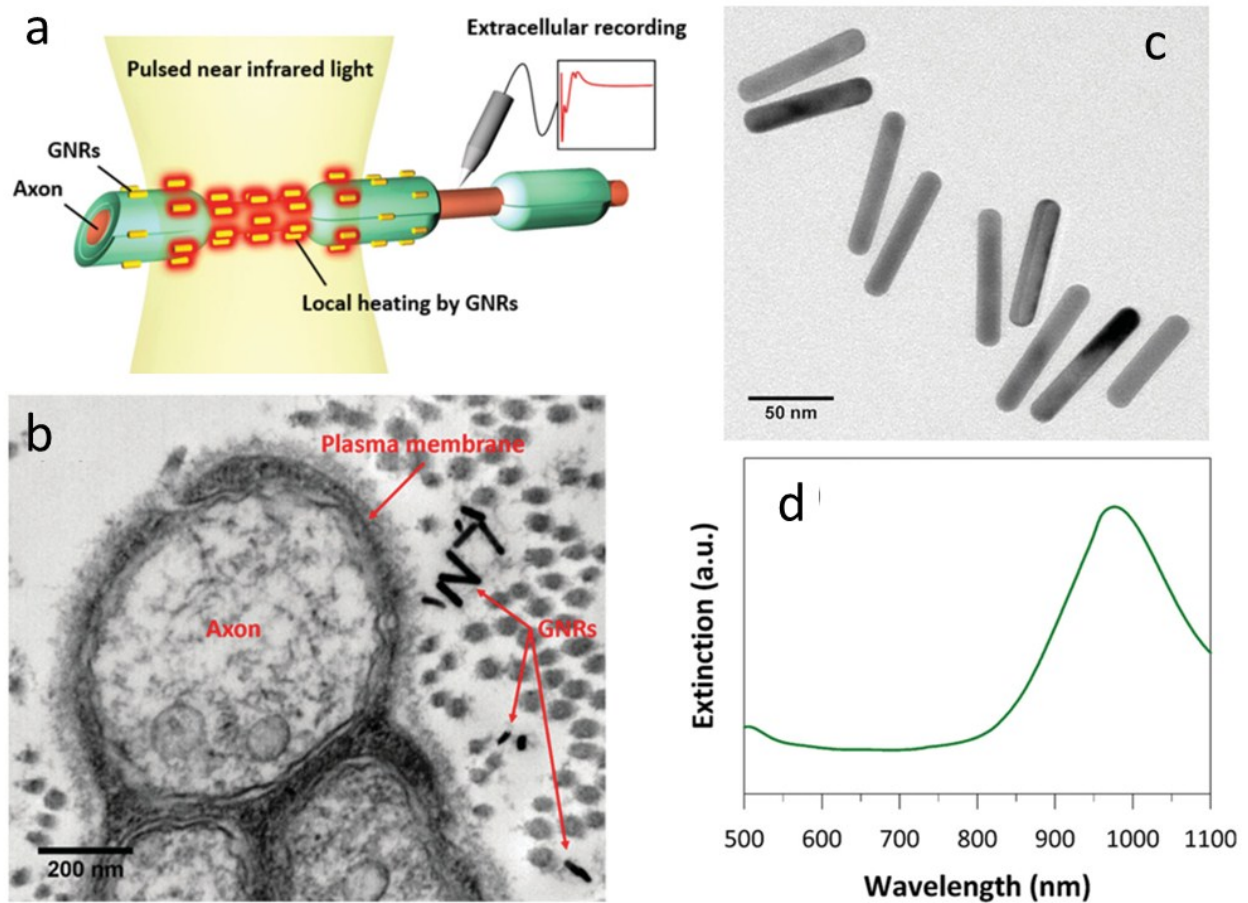 a
Pulsed near infrared light
Extracellular recording
GNRs
Axon
Local heating by GNRs
b
Plasma membrane
Axon
GNRs
200 nm
c
50 nm
d
Extinction (a.u.)
500 600 700 800 900 1000 1100
Wavelength (nm)